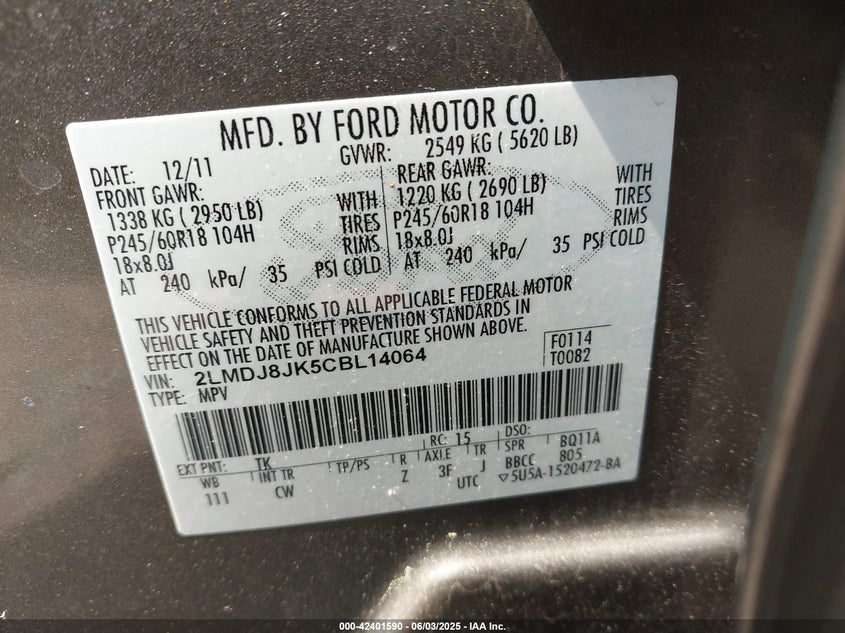 MFD. BY FORD MOTOR CO.
DATE: 12/11 GVWR: 2549 KG ( 5620 LB)
FRONT GAWR: REAR GAWR:
1338 KG ( 2950 LB) WITH 1220 KG ( 2690 LB) WITH
P245/60R18 104H TIRES P245/60R18 104H TIRES
18x8.0J RIMS 18x8.0J RIMS
AT 240 kPa/ 35 PSI COLD AT 240 kPa/ 35 PSI COLD
THIS VEHICLE CONFORMS TO ALL APPLICABLE FEDERAL MOTOR
VEHICLE SAFETY AND THEFT PREVENTION STANDARDS IN
EFFECT ON THE DATE OF MANUFACTURE SHOWN ABOVE.
VIN: 2LMDJ8JK5CBL14064 F0114
TYPE: MPV T0082
EXT PNT: TK RC: 15 DSO:
WB INT TR TP/PS R AXLE TR SPR BQ11A
111 CW Z 3F J BBCC 805
UTC ▽5U5A-1520472-BA
000-42401590 - 06/03/2025 - IAA Inc.